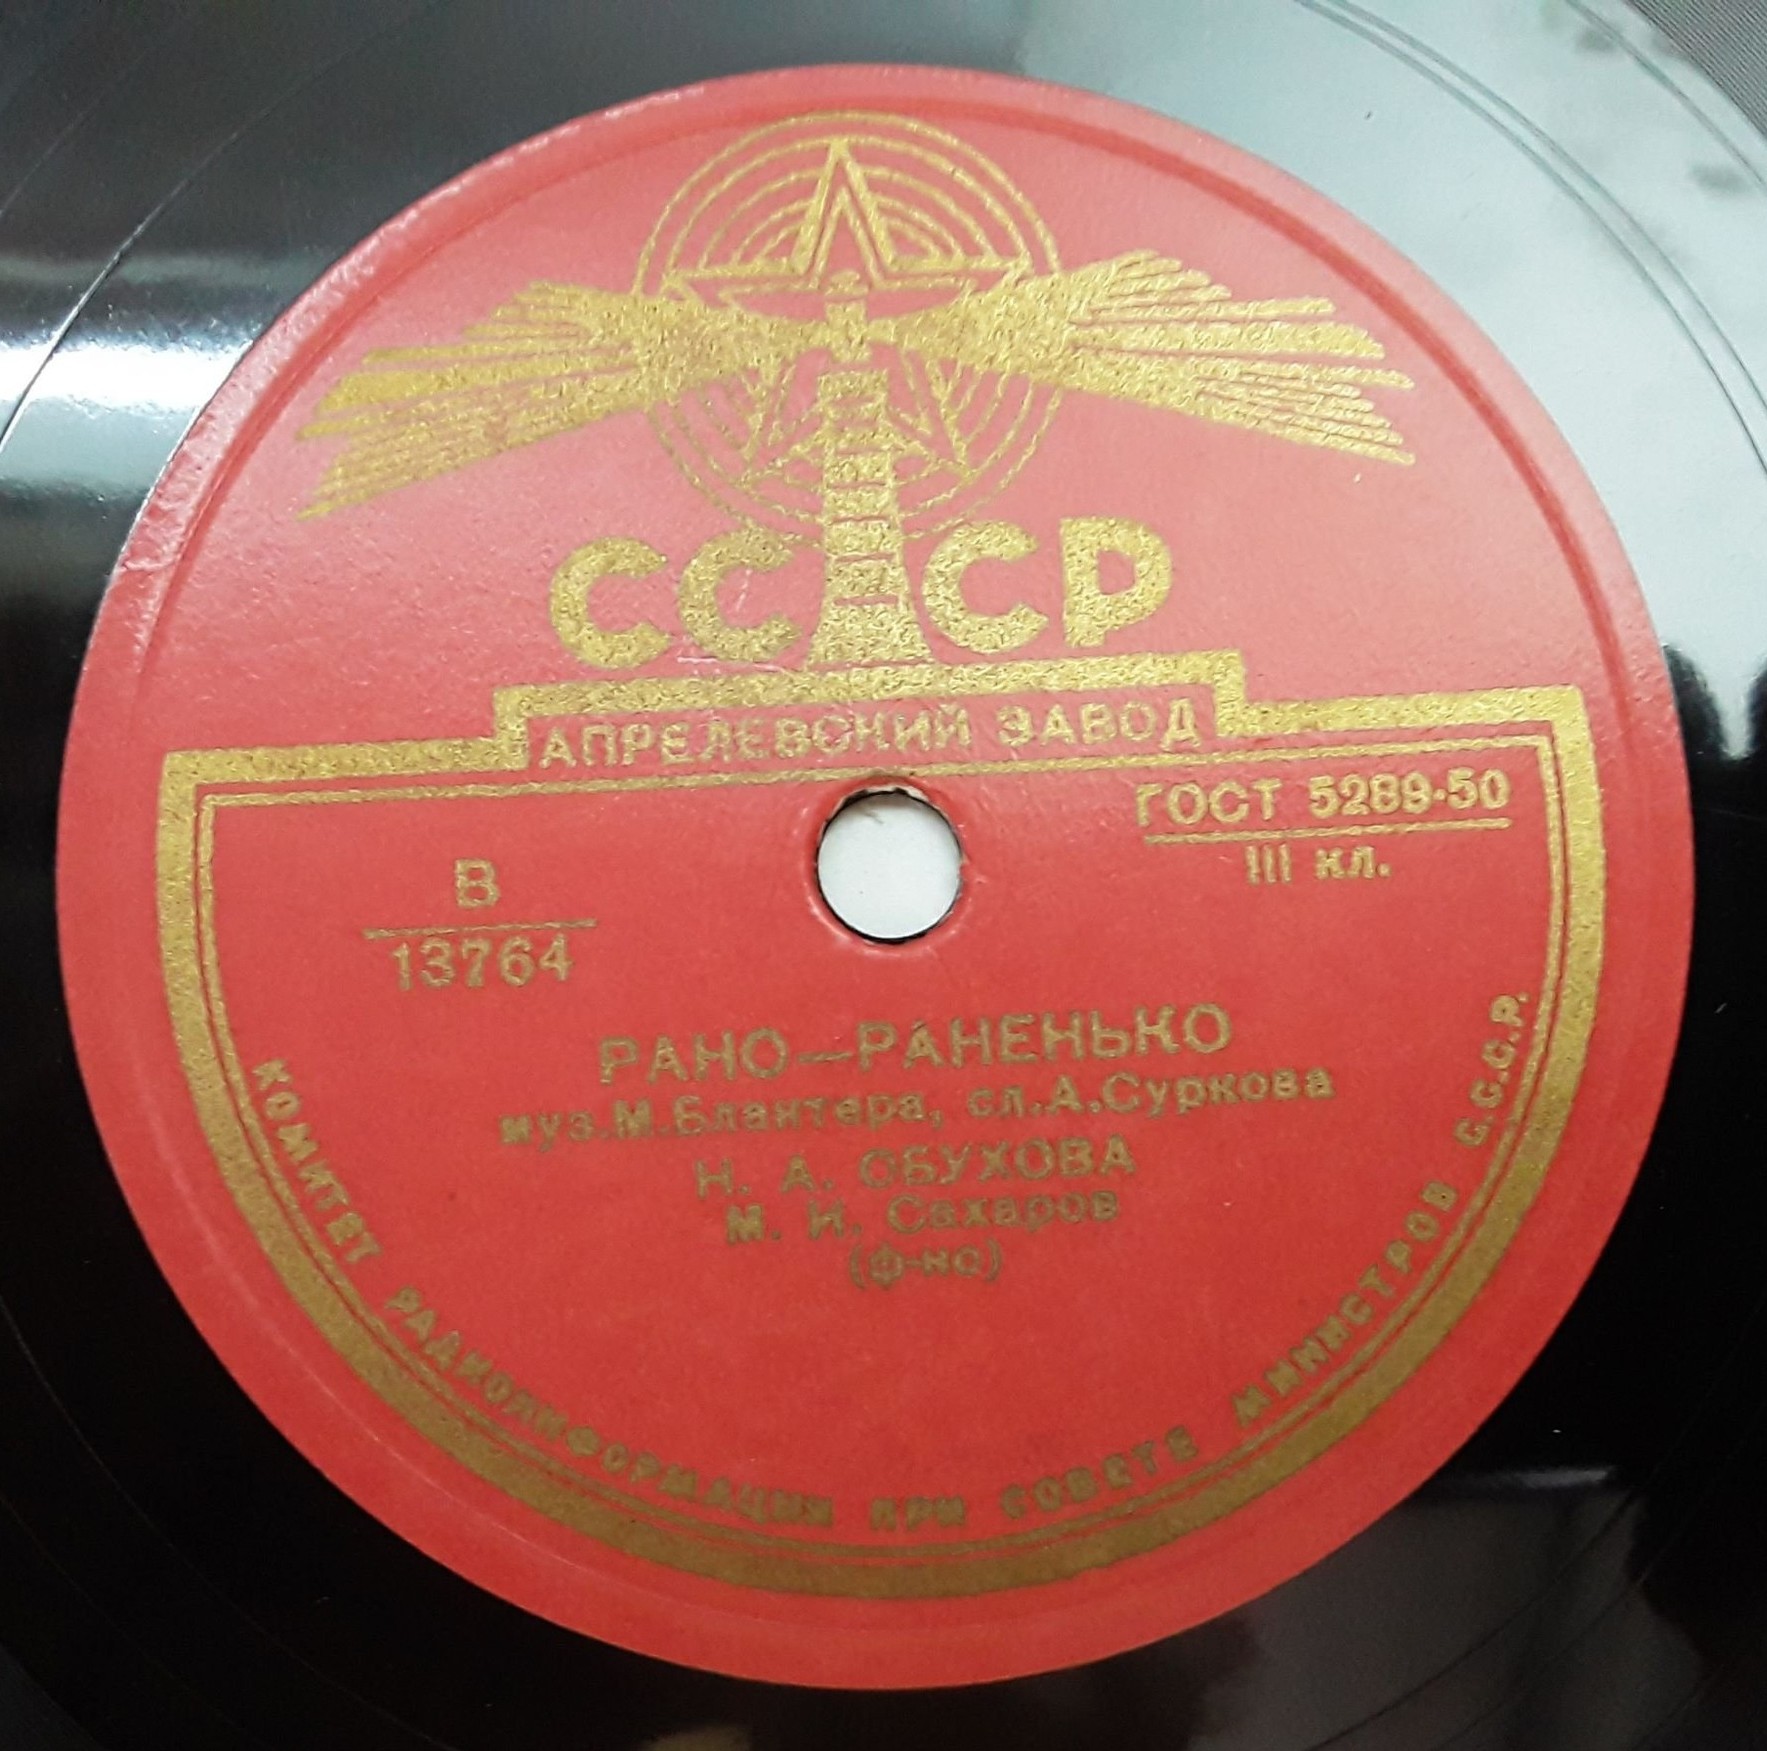 СССР
АПРЕЛЕВСКИЙ ЗАВОД
ГОСТ 5289-50
III кл.
В
13764
РАНО—РАНЕНЬКО
муз.М.Блантера, сл.А.Суркова
Н. А. ОБУХОВА
М. И. Сахаров
(ф-но)
КОМИТЕТ РАДИОИНФОРМАЦИИ ПРИ СОВЕТЕ МИНИСТРОВ С.С.Р.